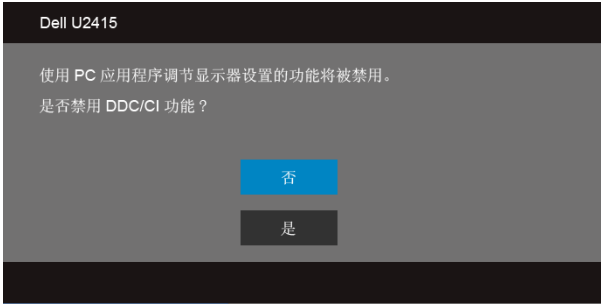 Dell U2415
使用 PC 应用程序调节显示器设置的功能将被禁用。
是否禁用 DDC/CI 功能？
否
是